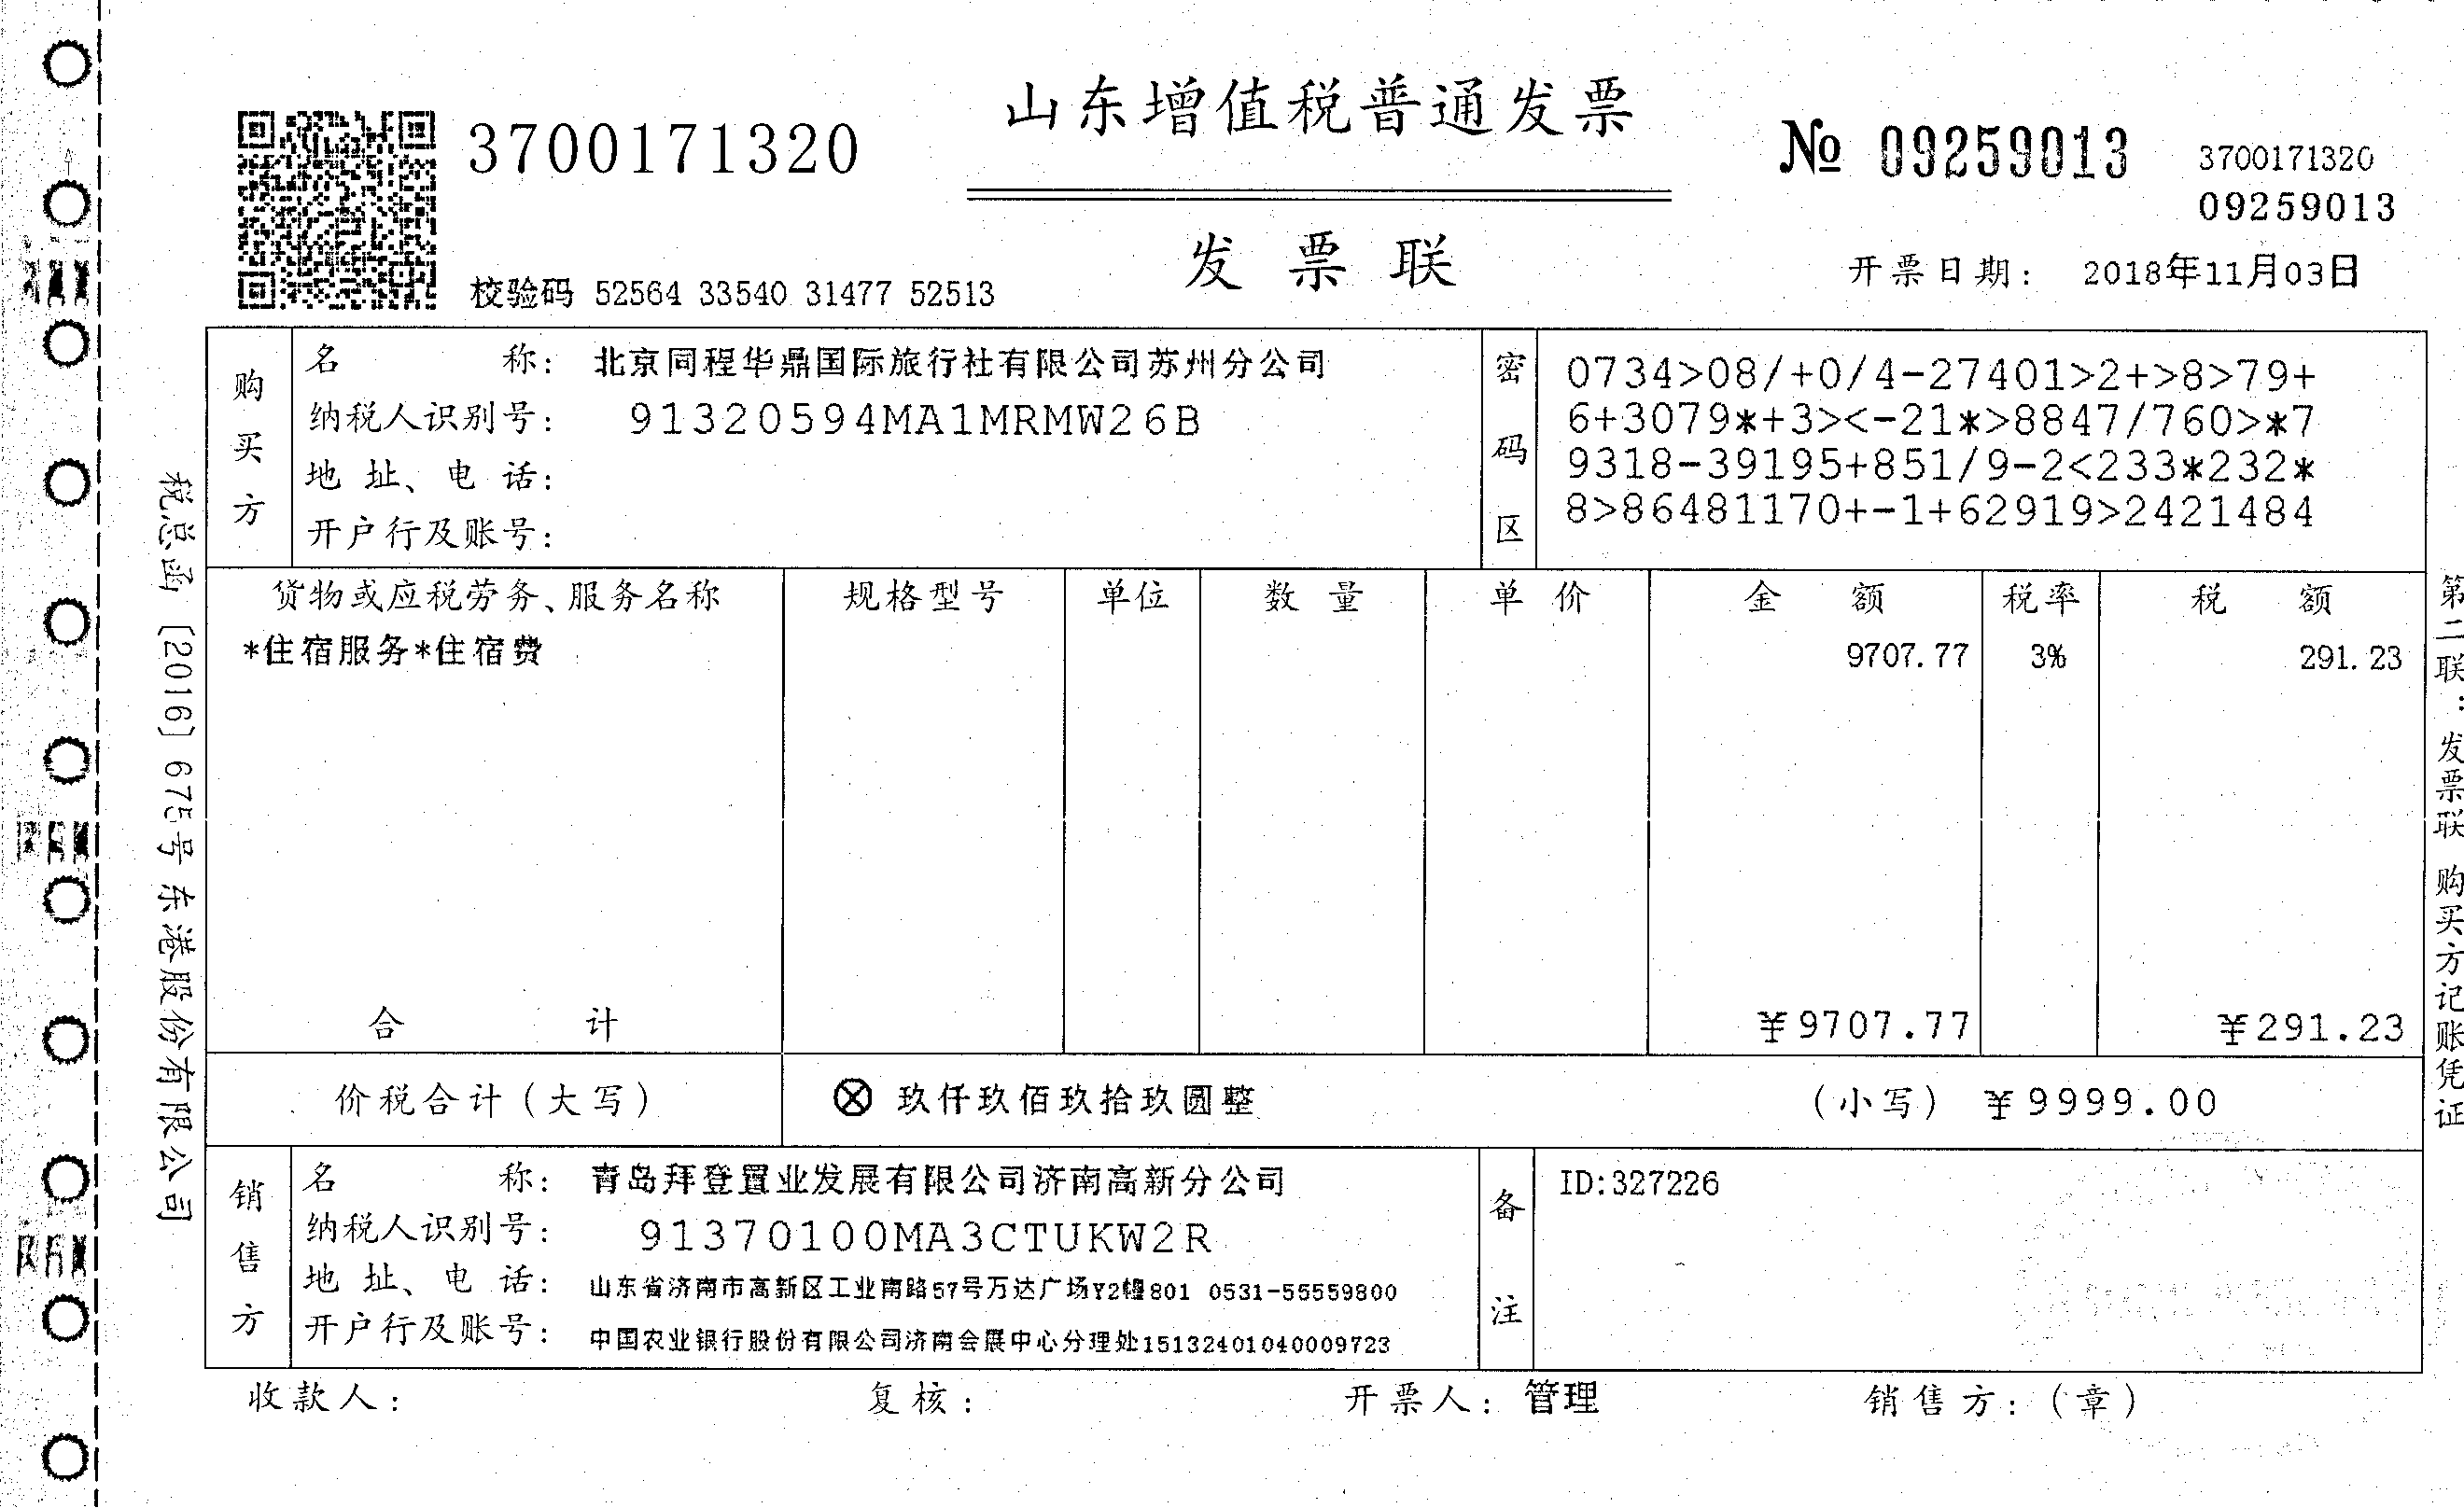 山东增值税普通发票
3700171320
№ 09259013
3700171320
09259013
发票联
校验码 52564 33540 31477 52513
开票日期: 2018年11月03日
购买方
名称: 北京同程华鼎国际旅行社有限公司苏州分公司
纳税人识别号: 91320594MA1MRMW26B
地址、电话:
开户行及账号:
密码区
0734>08/+0/4-27401>2+>8>79+
6+3079*+3><-21*>8847/760>*7
9318-39195+851/9-2<233*232*
8>86481170+-1+62919>2421484
货物或应税劳务、服务名称 规格型号 单位 数量 单价 金额 税率 税额
*住宿服务*住宿费 9707.77 3% 291.23
合计 ¥9707.77 ¥291.23
价税合计(大写) ⊗ 玖仟玖佰玖拾玖圆整 (小写) ¥9999.00
销售方
名称: 青岛拜登置业发展有限公司济南高新分公司
纳税人识别号: 91370100MA3CTUKW2R
地址、电话: 山东省济南市高新区工业南路57号万达广场Y2幢801 0531-55559800
开户行及账号: 中国农业银行股份有限公司济南会展中心分理处15132401040009723
备注
ID:327226
收款人: 复核: 开票人: 管理 销售方:(章)
税总函〔2016〕675号东港股份有限公司
第二联:发票联 购买方记账凭证